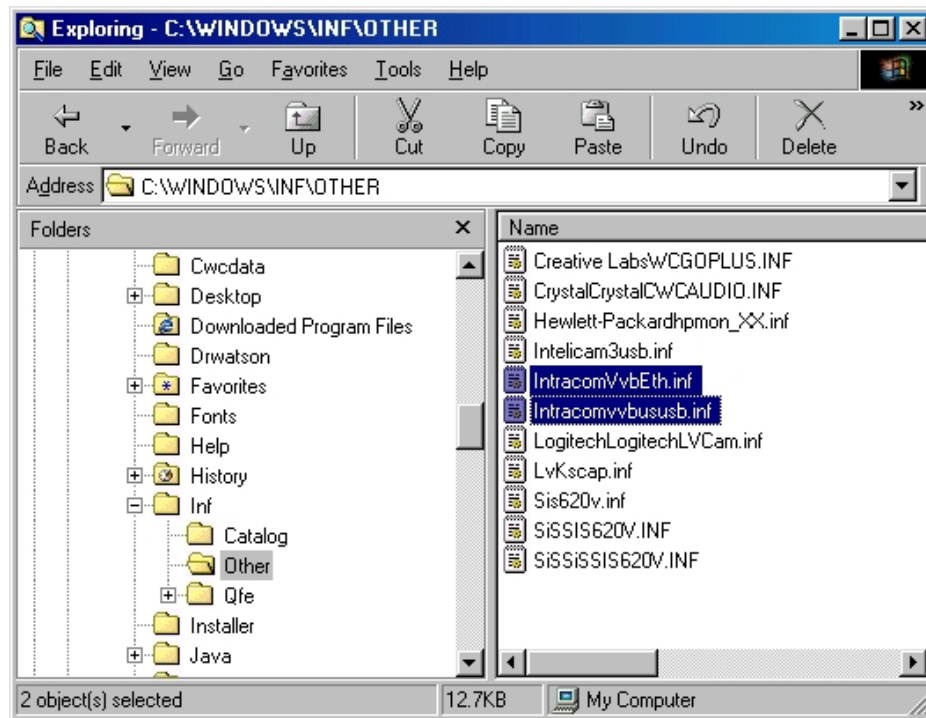 Exploring - C:\WINDOWS\INF\OTHER
File Edit View Go Favorites Tools Help
Back Forward Up Cut Copy Paste Undo Delete »
Address C:\WINDOWS\INF\OTHER
Folders
Cwcdata
Desktop
Downloaded Program Files
Drwatson
Favorites
Fonts
Help
History
Inf
Catalog
Other
Qfe
Installer
Java
Name
Creative LabsWCGOPLUS.INF
CrystalCrystalCWCAUDIO.INF
Hewlett-Packardhpmon_XX.inf
Intelicam3usb.inf
IntracomVvbEth.inf
Intracomvvbususb.inf
LogitechLogitechLVCam.inf
LvKscap.inf
Sis620v.inf
SiSSIS620V.INF
SiSSiSSIS620V.INF
2 object(s) selected 12.7KB My Computer